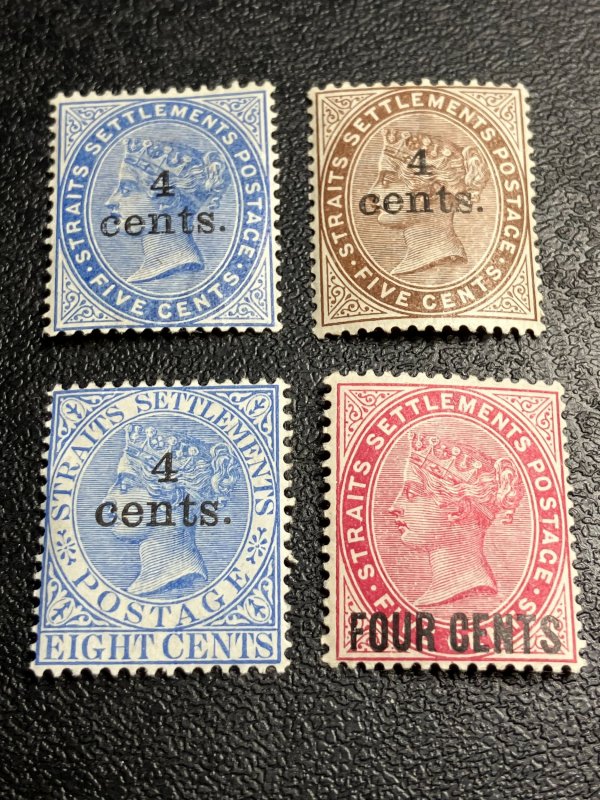 STRAITS SETTLEMENTS POSTAGE.
4
cents.
FIVE CENTS.
STRAITS SETTLEMENTS POSTAGE.
4
cents.
FIVE CENTS.
STRAITS SETTLEMENTS
4
cents.
POSTAGE
EIGHT CENTS
STRAITS SETTLEMENTS POSTAGE.
FOUR CENTS